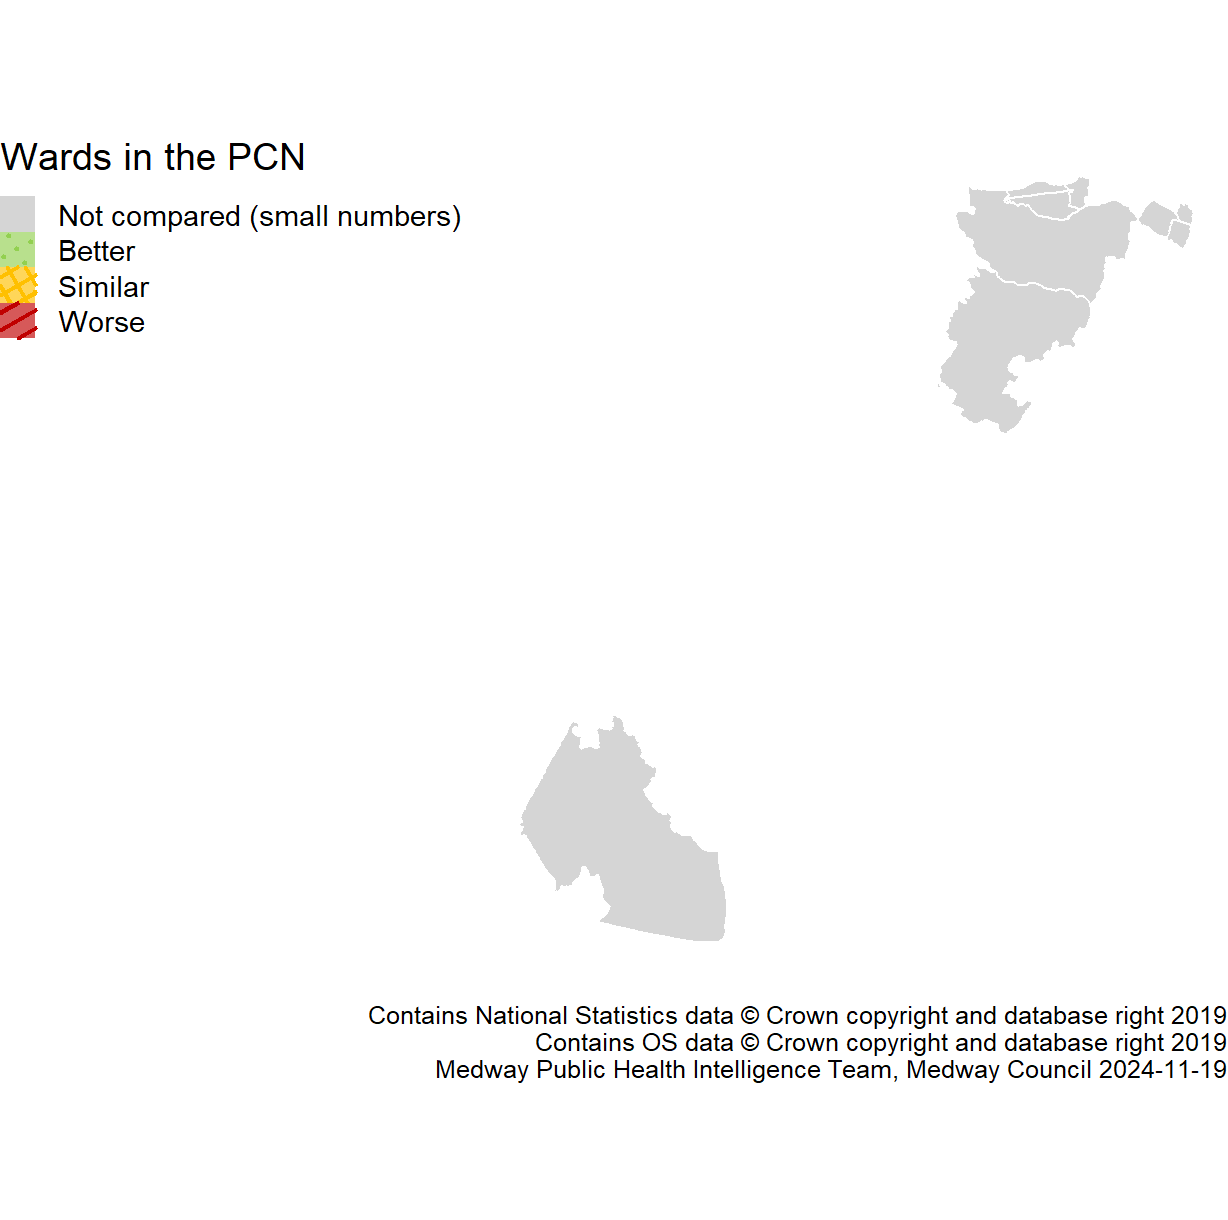 Wards in the PCN
Not compared (small numbers)
Better
Similar
Worse
Contains National Statistics data © Crown copyright and database right 2019
Contains OS data © Crown copyright and database right 2019
Medway Public Health Intelligence Team, Medway Council 2024-11-19